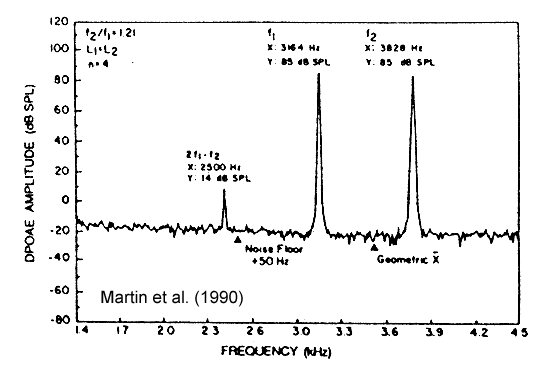 120
100
80
60
40
20
0
-20
-40
-60
-80
DPOAE AMPLITUDE (dB SPL)
f2/f1=1.21
L1=L2
n=4
f1
X: 3164 Hz
Y: 85 dB SPL
f2
X: 3828 Hz
Y: 85 dB SPL
2f1-f2
X: 2500 Hz
Y: 14 dB SPL
▲ Noise Floor
+50 Hz
▲ Geometric X̄
Martin et al. (1990)
1.4 1.7 2.0 2.3 2.6 3.0 3.3 3.6 3.9 4.2 4.5
FREQUENCY (kHz)